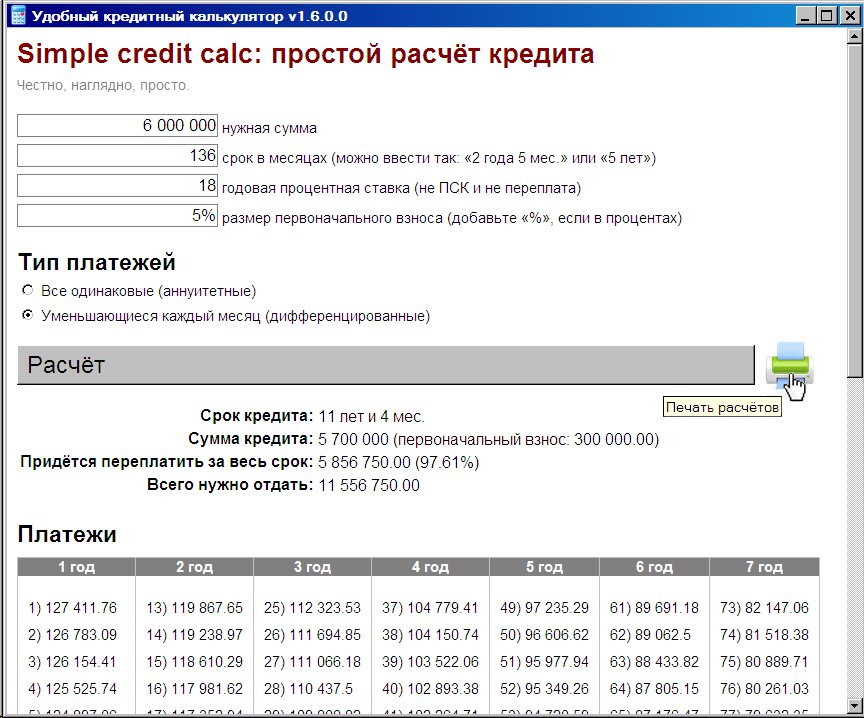 Удобный кредитный калькулятор v1.6.0.0
Simple credit calc: простой расчёт кредита
Честно, наглядно, просто.
6 000 000 нужная сумма
136 срок в месяцах (можно ввести так: «2 года 5 мес.» или «5 лет»)
18 годовая процентная ставка (не ПСК и не переплата)
5% размер первоначального взноса (добавьте «%», если в процентах)
Тип платежей
Все одинаковые (аннуитетные)
Уменьшающиеся каждый месяц (дифференцированные)
Расчёт
Печать расчётов
Срок кредита: 11 лет и 4 мес.
Сумма кредита: 5 700 000 (первоначальный взнос: 300 000.00)
Придётся переплатить за весь срок: 5 856 750.00 (97.61%)
Всего нужно отдать: 11 556 750.00
Платежи
1 год 2 год 3 год 4 год 5 год 6 год 7 год
1) 127 411.76 13) 119 867.65 25) 112 323.53 37) 104 779.41 49) 97 235.29 61) 89 691.18 73) 82 147.06
2) 126 783.09 14) 119 238.97 26) 111 694.85 38) 104 150.74 50) 96 606.62 62) 89 062.5 74) 81 518.38
3) 126 154.41 15) 118 610.29 27) 111 066.18 39) 103 522.06 51) 95 977.94 63) 88 433.82 75) 80 889.71
4) 125 525.74 16) 117 981.62 28) 110 437.5 40) 102 893.38 52) 95 349.26 64) 87 805.15 76) 80 261.03